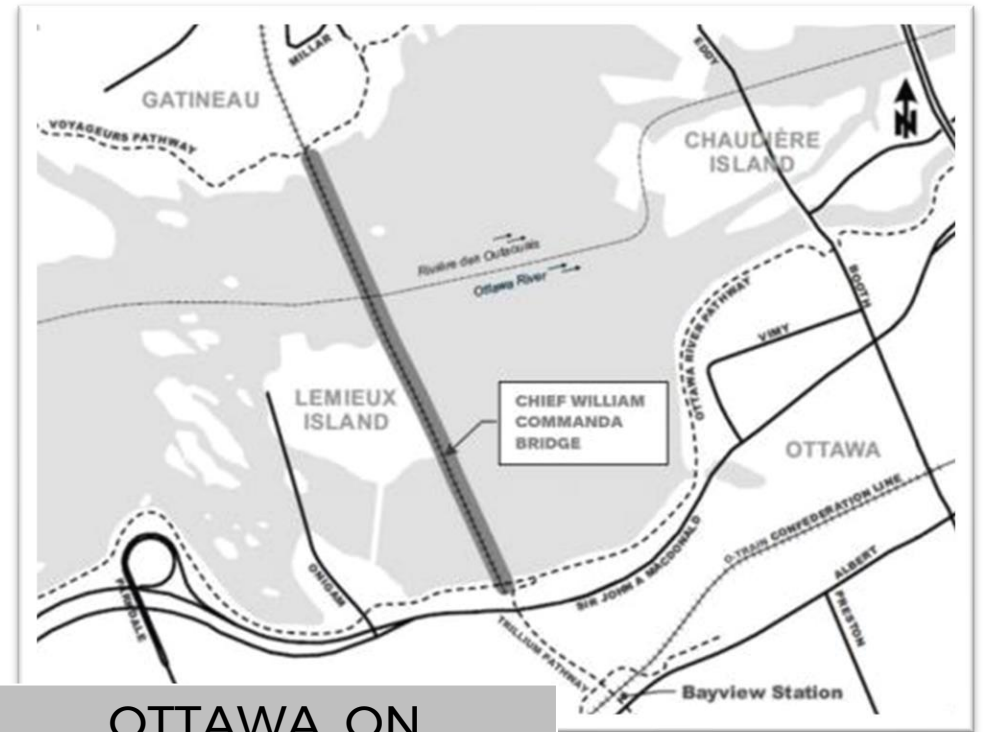 EDDY
MILLAR
GATINEAU
VOYAGEURS PATHWAY
N
CHAUDIÈRE
ISLAND
Rivière des Outaouais
Ottawa River
BOOTH
OTTAWA RIVER PATHWAY
VIMY
LEMIEUX
ISLAND
CHIEF WILLIAM
COMMANDA
BRIDGE
OTTAWA
O-TRAIN CONFEDERATION LINE
SIR JOHN A MACDONALD
ONIGAM
ALBERT
PRESTON
PARKDALE
TRILLIUM PATHWAY
Bayview Station
OTTAWA, ON